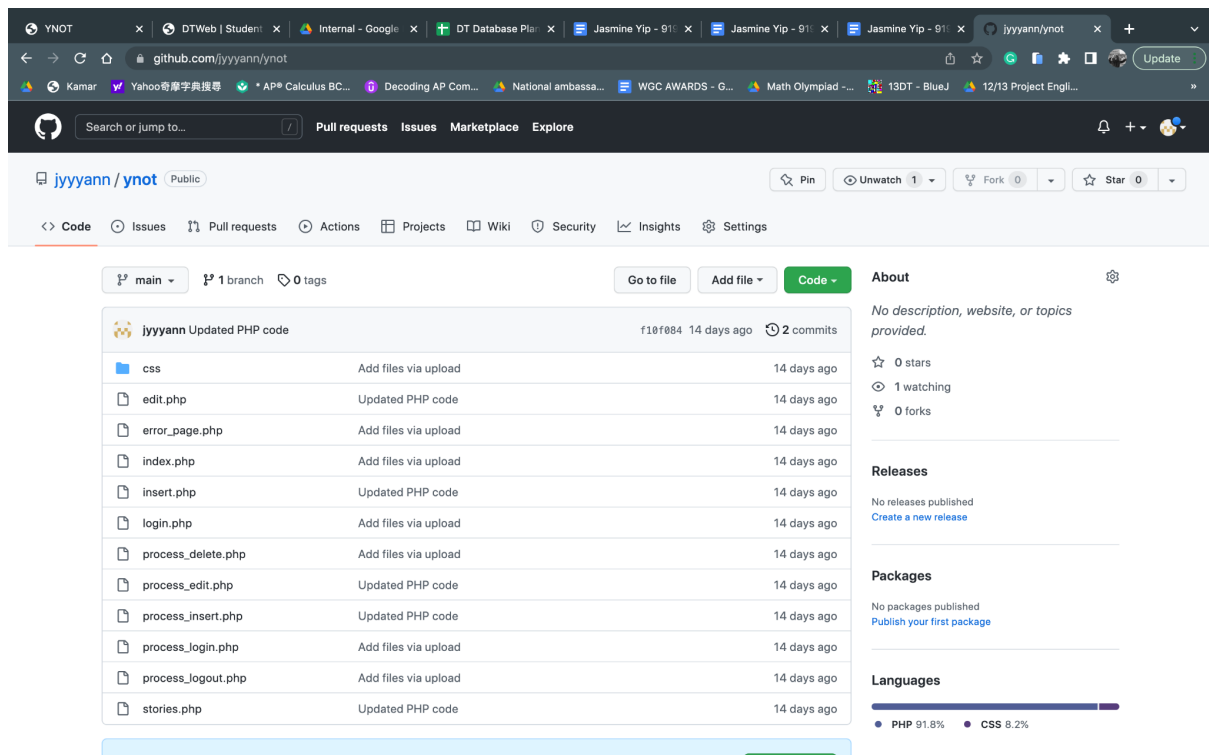 YNOT
DTWeb | Student
Internal - Google
DT Database Plan
Jasmine Yip - 919
Jasmine Yip - 919
Jasmine Yip - 919
jyyyann/ynot
github.com/jyyyann/ynot
Update
Kamar
Yahoo奇摩字典搜尋
* AP® Calculus BC...
Decoding AP Com...
National ambassa...
WGC AWARDS - G...
Math Olympiad -...
13DT - BlueJ
12/13 Project Engli...
»
Search or jump to... /
Pull requests Issues Marketplace Explore
jyyyann / ynot Public
Pin
Unwatch 1
Fork 0
Star 0
<> Code Issues Pull requests Actions Projects Wiki Security Insights Settings
main 1 branch 0 tags
Go to file Add file Code
jyyyann Updated PHP code f10f084 14 days ago 2 commits
css Add files via upload 14 days ago
edit.php Updated PHP code 14 days ago
error_page.php Add files via upload 14 days ago
index.php Add files via upload 14 days ago
insert.php Updated PHP code 14 days ago
login.php Add files via upload 14 days ago
process_delete.php Add files via upload 14 days ago
process_edit.php Updated PHP code 14 days ago
process_insert.php Updated PHP code 14 days ago
process_login.php Add files via upload 14 days ago
process_logout.php Add files via upload 14 days ago
stories.php Updated PHP code 14 days ago
About
No description, website, or topics
provided.
0 stars
1 watching
0 forks
Releases
No releases published
Create a new release
Packages
No packages published
Publish your first package
Languages
PHP 91.8% CSS 8.2%